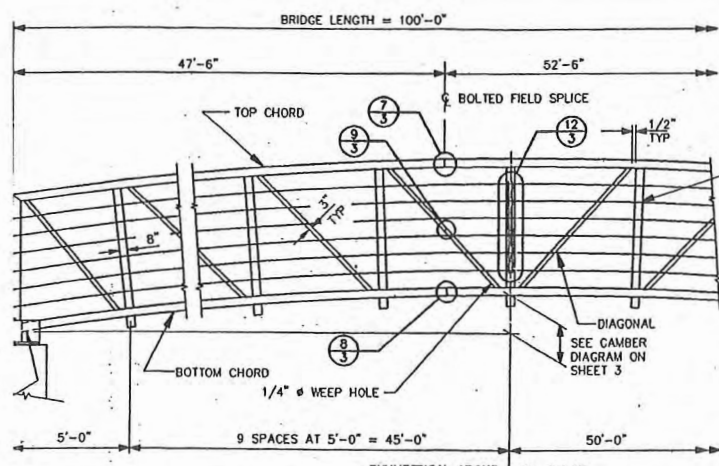 BRIDGE LENGTH = 100'-0"
47'-6"
52'-6"
℄ BOLTED FIELD SPLICE
7
3
9
3
12
3
1/2"
TYP
TOP CHORD
8"
3"
TYP
DIAGONAL
SEE CAMBER
DIAGRAM ON
SHEET 3
8
3
BOTTOM CHORD
1/4" ø WEEP HOLE
5'-0"
9 SPACES AT 5'-0" = 45'-0"
50'-0"